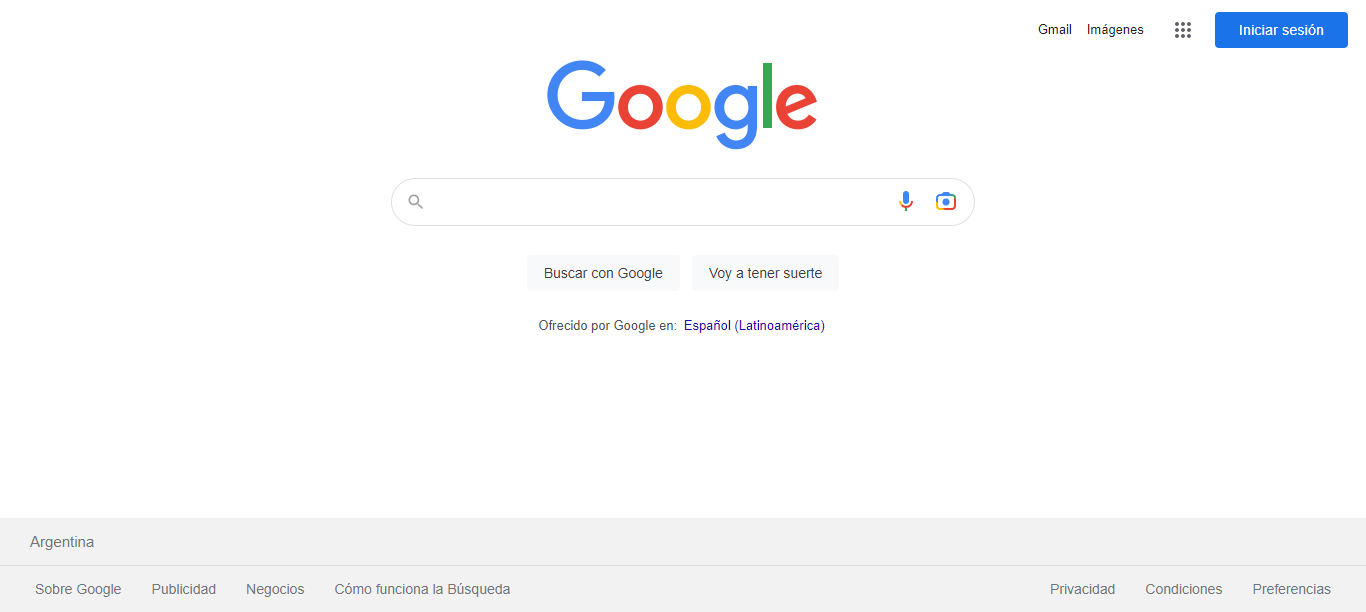 Gmail Imágenes Iniciar sesión
Google
Buscar con Google Voy a tener suerte
Ofrecido por Google en: Español (Latinoamérica)
Argentina
Sobre Google Publicidad Negocios Cómo funciona la Búsqueda Privacidad Condiciones Preferencias